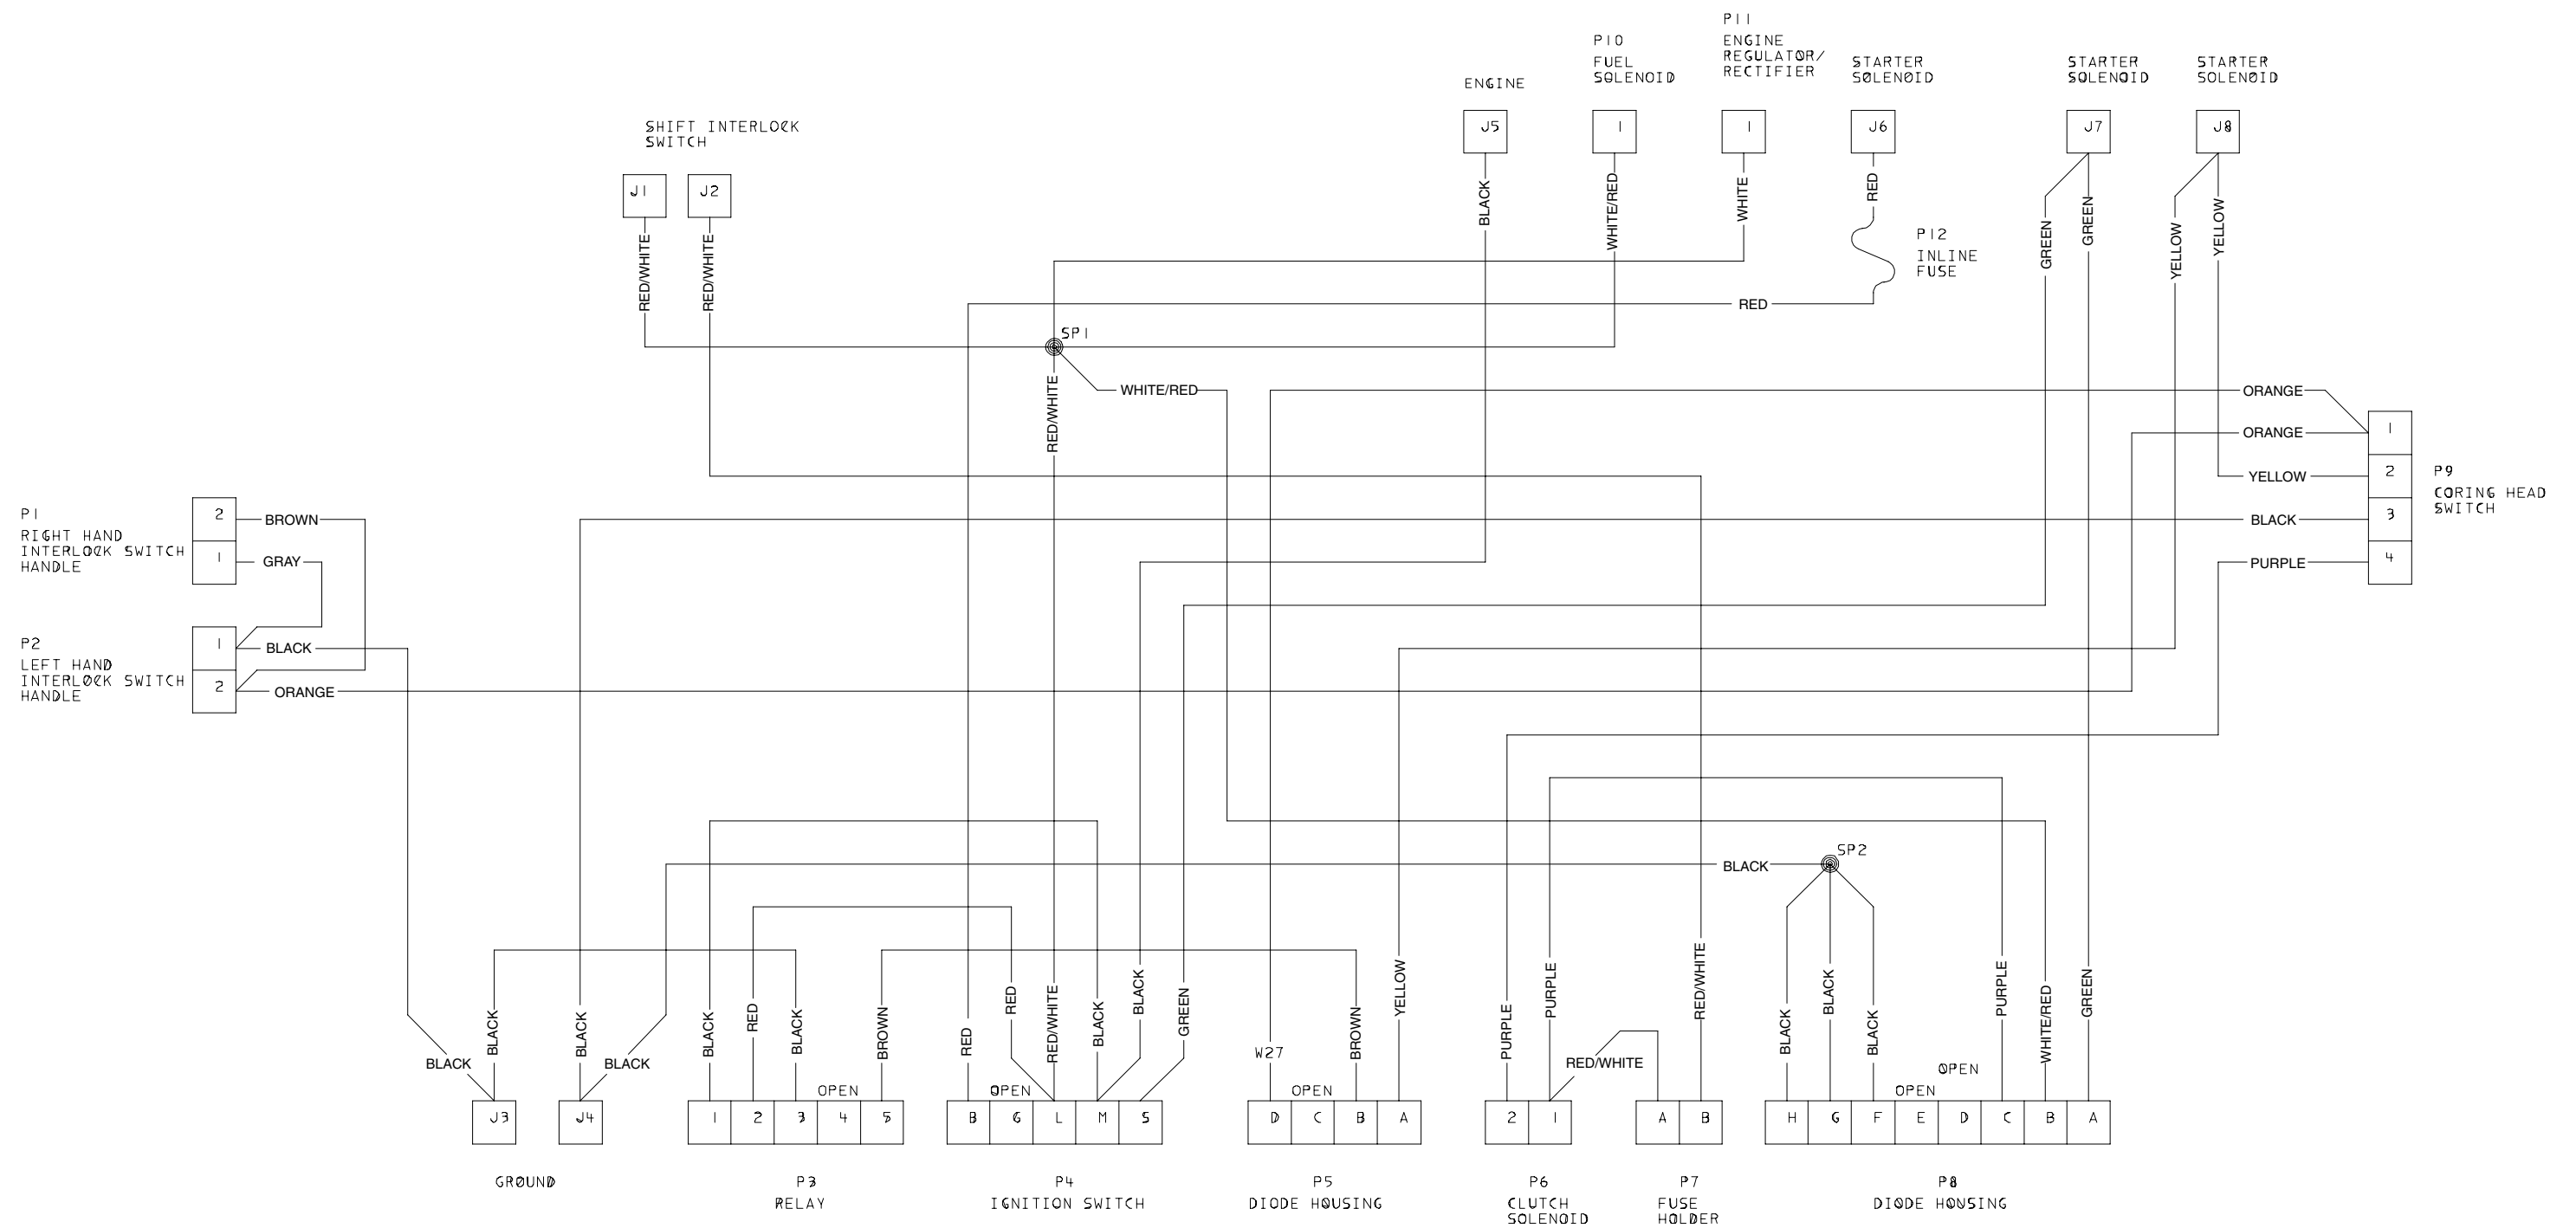 P11
P10
ENGINE
REGULATOR/
RECTIFIER
FUEL
SOLENOID
STARTER
SOLENOID
STARTER
SOLENOID
STARTER
SOLENOID
ENGINE
SHIFT INTERLOCK
SWITCH
J5
1
1
J6
J7
J8
J1
J2
BLACK
WHITE/RED
WHITE
RED
GREEN
GREEN
YELLOW
YELLOW
RED/WHITE
RED/WHITE
P12
INLINE
FUSE
RED
SP1
RED/WHITE
WHITE/RED
ORANGE
ORANGE
1
YELLOW
2
P9
CORING HEAD
SWITCH
BLACK
3
PURPLE
4
P1
RIGHT HAND
INTERLOCK SWITCH
HANDLE
2
BROWN
1
GRAY
P2
LEFT HAND
INTERLOCK SWITCH
HANDLE
1
BLACK
2
ORANGE
SP2
BLACK
BLACK
BLACK
BLACK
BLACK
BLACK
RED
BLACK
BROWN
RED
RED
RED/WHITE
BLACK
BLACK
GREEN
W27
BROWN
YELLOW
PURPLE
PURPLE
RED/WHITE
RED/WHITE
BLACK
BLACK
BLACK
PURPLE
WHITE/RED
GREEN
OPEN
OPEN
OPEN
OPEN
OPEN
J3
J4
1 2 3 4 5
B G L M S
D C B A
2 1
A B
H G F E D C B A
GROUND
P3
RELAY
P4
IGNITION SWITCH
P5
DIODE HOUSING
P6
CLUTCH
SOLENOID
P7
FUSE
HOLDER
P8
DIODE HONSING